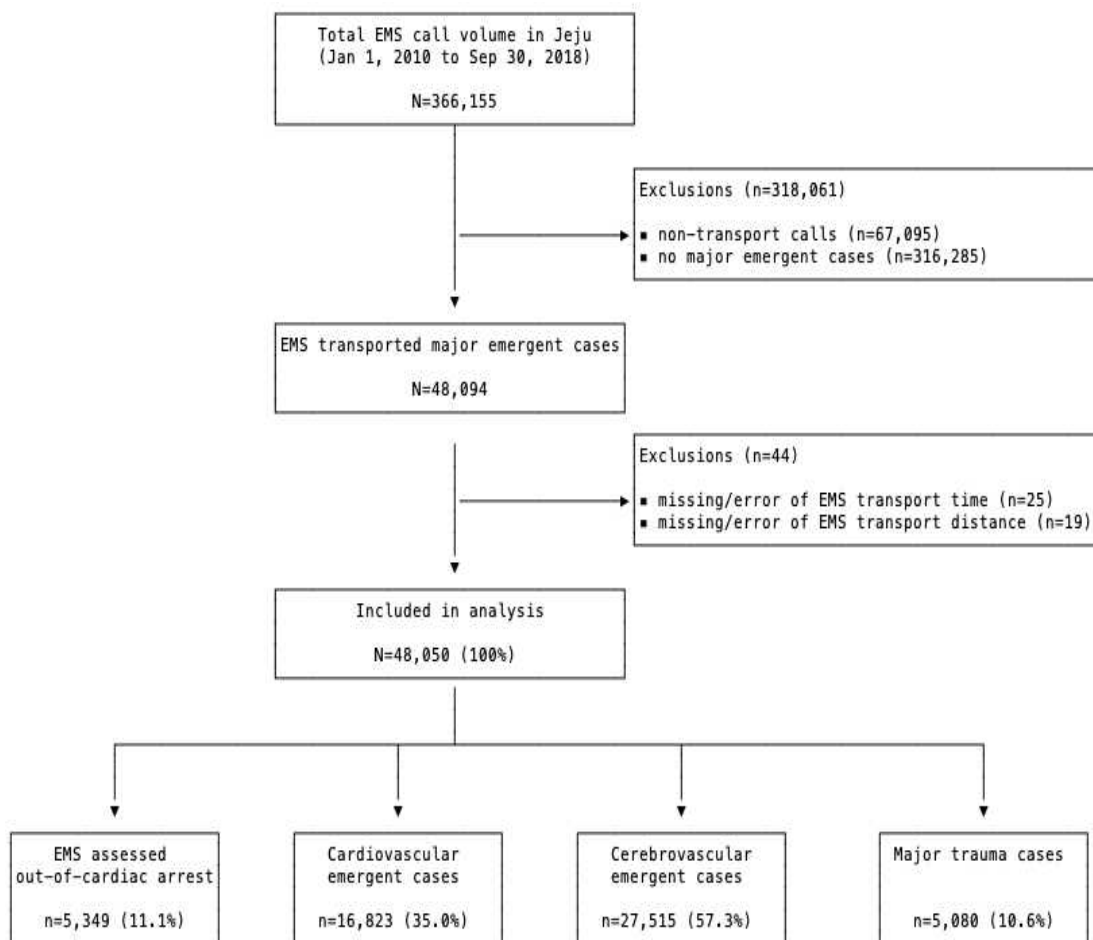 Total EMS call volume in Jeju
(Jan 1, 2010 to Sep 30, 2018)
N=366,155
Exclusions (n=318,061)
▪ non-transport calls (n=67,095)
▪ no major emergent cases (n=316,285)
EMS transported major emergent cases
N=48,094
Exclusions (n=44)
▪ missing/error of EMS transport time (n=25)
▪ missing/error of EMS transport distance (n=19)
Included in analysis
N=48,050 (100%)
EMS assessed
out-of-cardiac arrest
n=5,349 (11.1%)
Cardiovascular
emergent cases
n=16,823 (35.0%)
Cerebrovascular
emergent cases
n=27,515 (57.3%)
Major trauma cases
n=5,080 (10.6%)